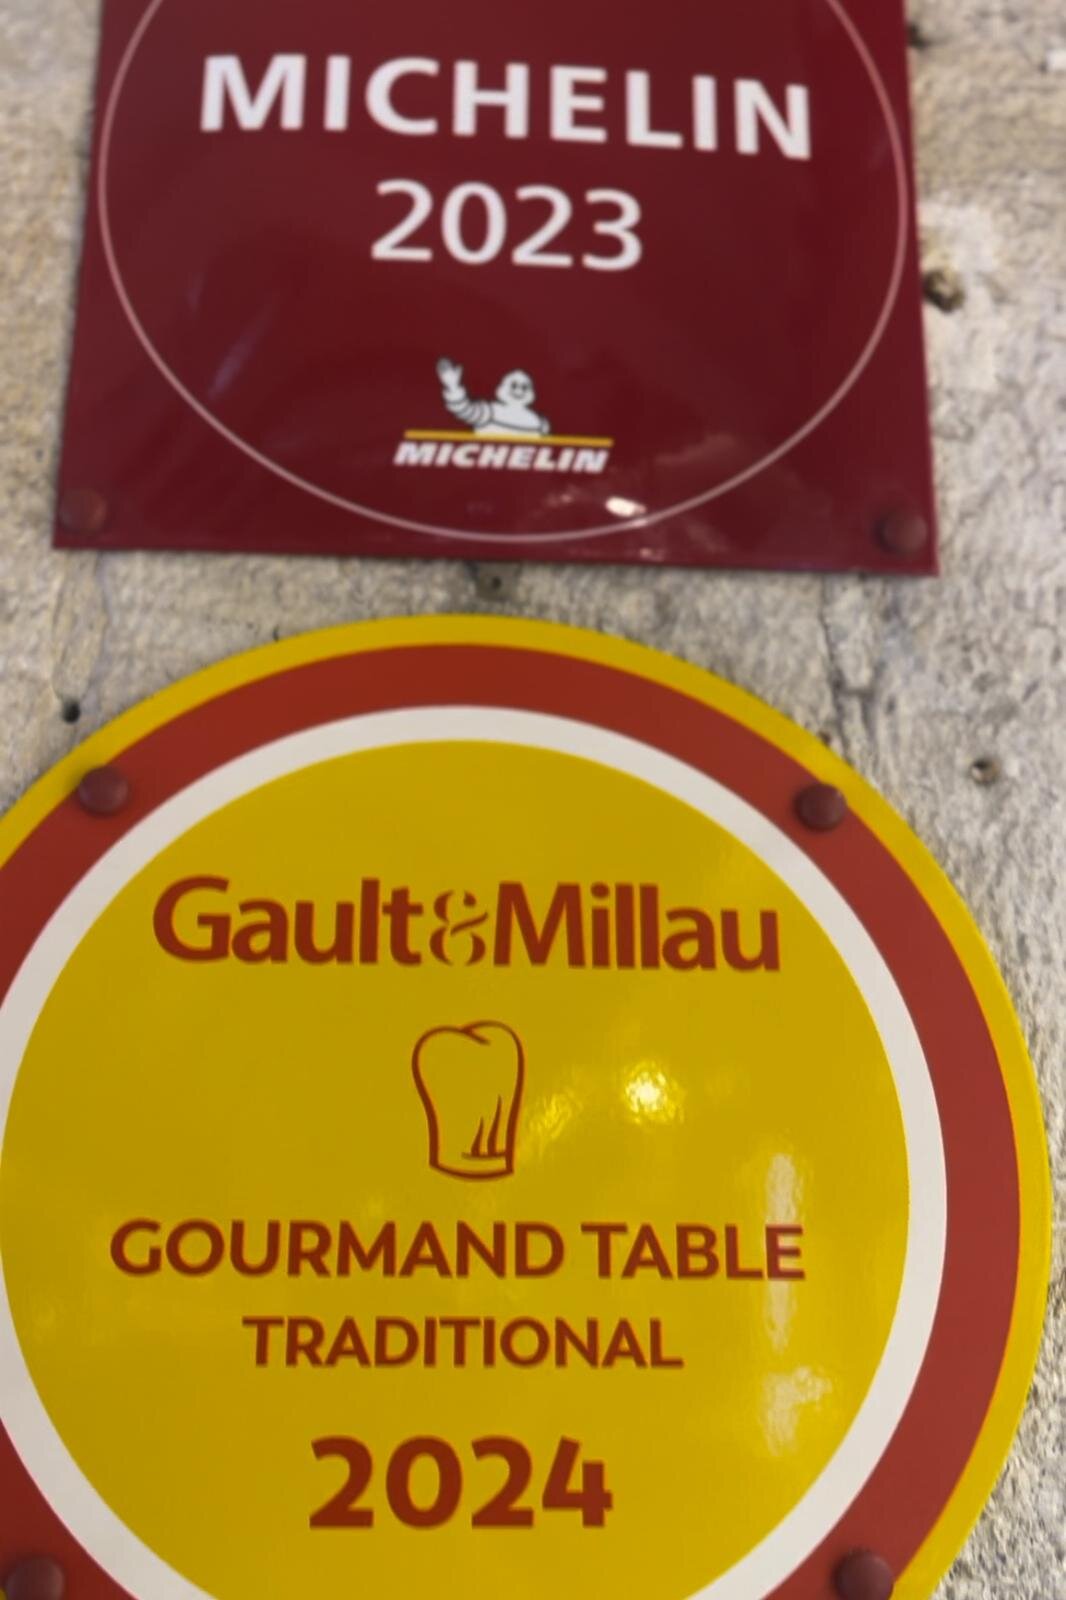 MICHELIN
2023
MICHELIN
Gault&Millau
GOURMAND TABLE
TRADITIONAL
2024